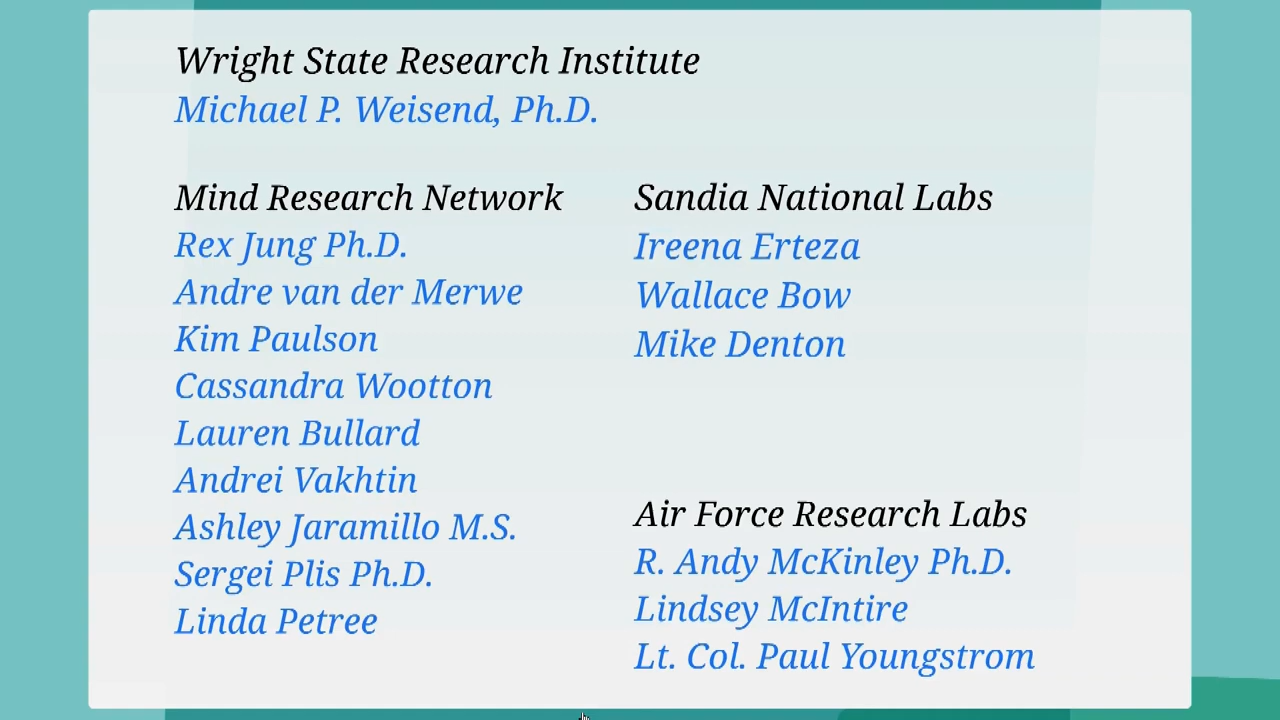 Wright State Research Institute
Michael P. Weisend, Ph.D.
Mind Research Network
Rex Jung Ph.D.
Andre van der Merwe
Kim Paulson
Cassandra Wootton
Lauren Bullard
Andrei Vakhtin
Ashley Jaramillo M.S.
Sergei Plis Ph.D.
Linda Petree
Sandia National Labs
Ireena Erteza
Wallace Bow
Mike Denton
Air Force Research Labs
R. Andy McKinley Ph.D.
Lindsey McIntire
Lt. Col. Paul Youngstrom